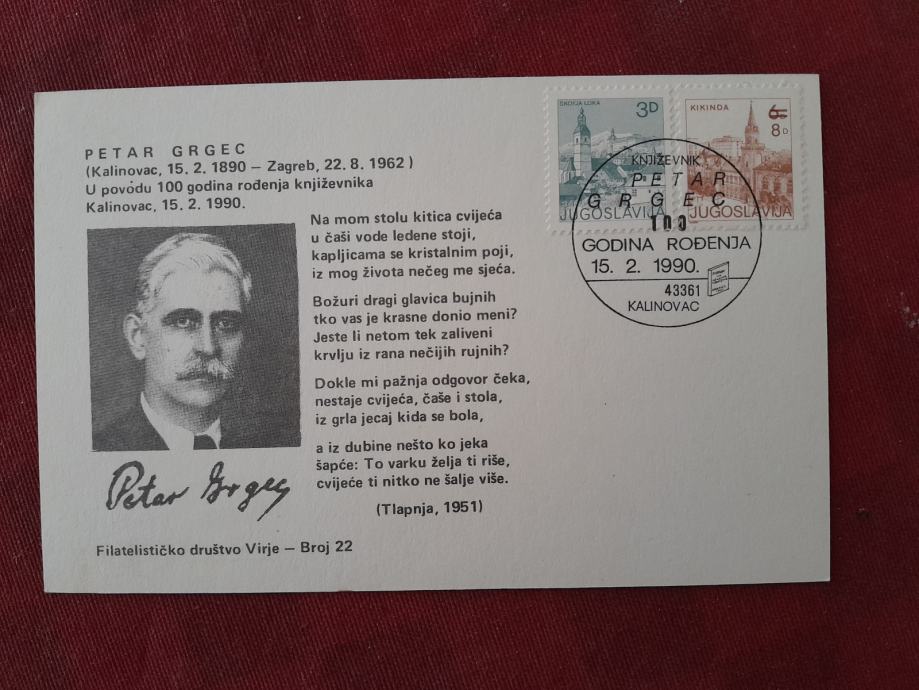 PETAR GRGEC
(Kalinovac, 15. 2. 1890 – Zagreb, 22. 8. 1962 )
U povodu 100 godina rođenja književnika
Kalinovac, 15. 2. 1990.
Na mom stolu kitica cvijeća
u čaši vode ledene stoji,
kapljicama se kristalnim poji,
iz mog života nečeg me sjeća.
Božuri dragi glavica bujnih
tko vas je krasne donio meni?
Jeste li netom tek zaliveni
krvlju iz rana nečijih rujnih?
Dokle mi pažnja odgovor čeka,
nestaje cvijeća, čaše i stola,
iz grla jecaj kida se bola,
a iz dubine nešto ko jeka
šapće: To varku želja ti riše,
cvijeće ti nitko ne šalje više.
(Tlapnja, 1951)
Petar Grgec
Filatelističko društvo Virje – Broj 22
ŠKOFJA LOKA
3D
JUGOSLAVIJA
KIKINDA
6
8D
JUGOSLAVIJA
KNJIŽEVNIK
PETAR
GRGEC
100
GODINA ROĐENJA
15. 2. 1990.
43361
KALINOVAC